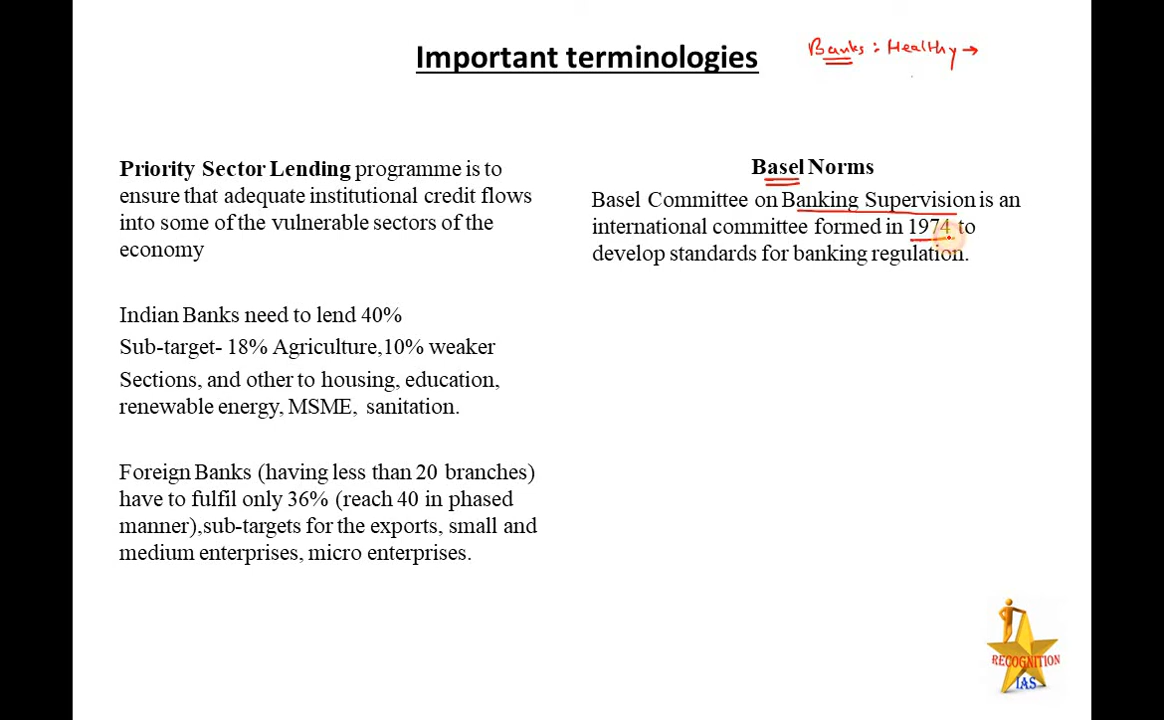 Important terminologies
Banks : Healthy →
Priority Sector Lending programme is to
ensure that adequate institutional credit flows
into some of the vulnerable sectors of the
economy
Indian Banks need to lend 40%
Sub-target- 18% Agriculture,10% weaker
Sections, and other to housing, education,
renewable energy, MSME, sanitation.
Foreign Banks (having less than 20 branches)
have to fulfil only 36% (reach 40 in phased
manner),sub-targets for the exports, small and
medium enterprises, micro enterprises.
Basel Norms
Basel Committee on Banking Supervision is an
international committee formed in 1974 to
develop standards for banking regulation.
RECOGNITION
IAS